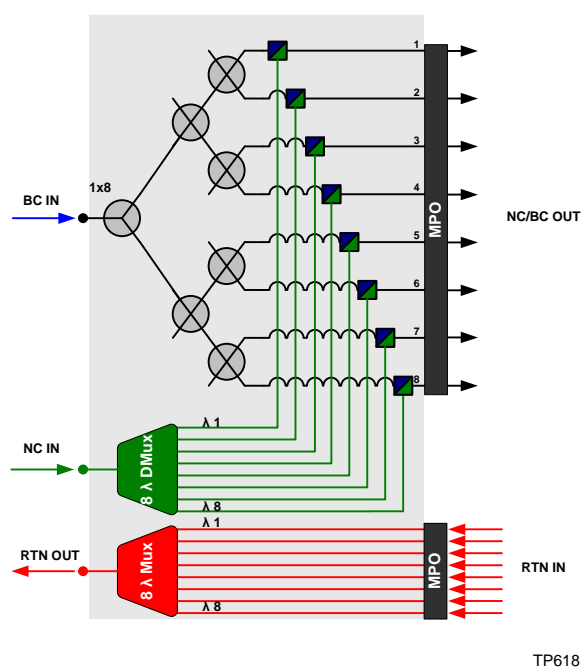 1
2
1x8
3
BC IN
4
MPO
NC/BC OUT
5
6
7
8
λ 1
NC IN
8 λ DMux
λ 8
λ 1
RTN OUT
8 λ Mux
MPO
RTN IN
λ 8
TP618